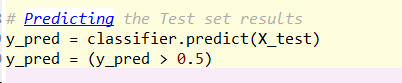 # Predicting the Test set results
y_pred = classifier.predict(X_test)
y_pred = (y_pred > 0.5)